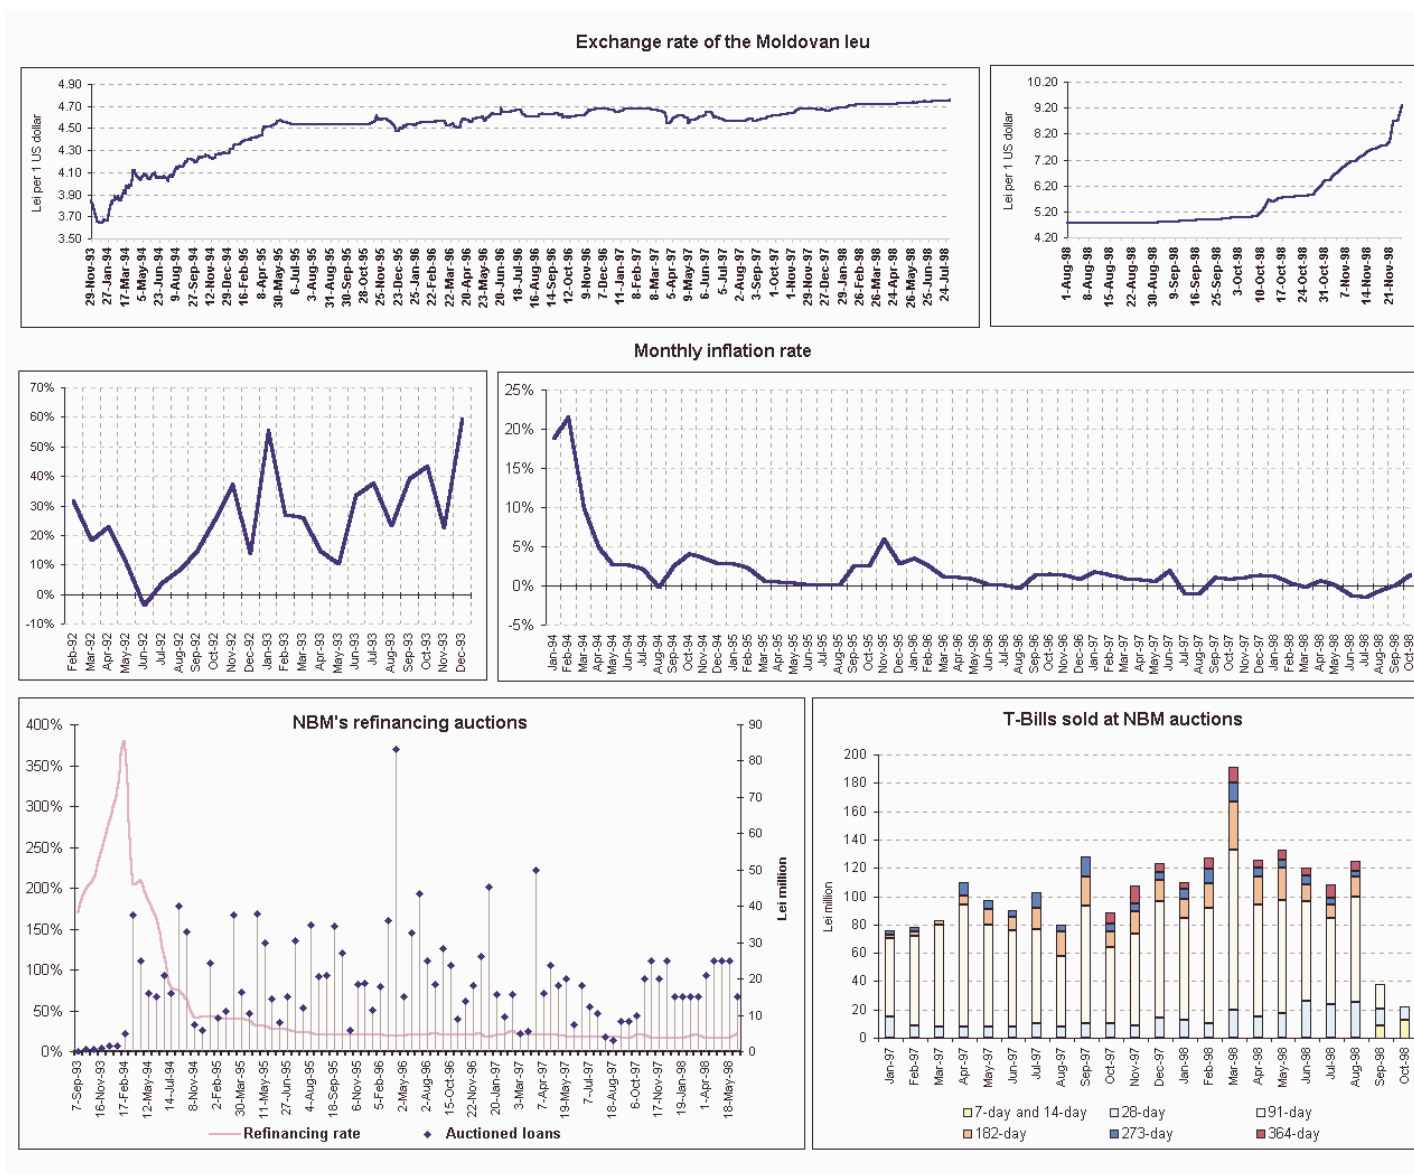 Exchange rate of the Moldovan leu
Lei per 1 US dollar
4.90
4.70
4.50
4.30
4.10
3.90
3.70
3.50
29-Nov-93
27-Jan-94
17-Mar-94
5-May-94
23-Jun-94
9-Aug-94
27-Sep-94
12-Nov-94
29-Dec-94
16-Feb-95
8-Apr-95
30-May-95
6-Jul-95
3-Aug-95
31-Aug-95
30-Sep-95
28-Oct-95
25-Nov-95
23-Dec-95
25-Jan-96
22-Feb-96
22-Mar-96
24-Apr-96
23-May-96
20-Jun-96
18-Jul-96
16-Aug-96
14-Sep-96
12-Oct-96
9-Nov-96
7-Dec-96
11-Jan-97
8-Feb-97
8-Mar-97
5-Apr-97
9-May-97
6-Jun-97
5-Jul-97
2-Aug-97
3-Sep-97
4-Oct-97
1-Nov-97
29-Nov-97
27-Dec-97
29-Jan-98
26-Feb-98
26-Mar-98
24-Apr-98
26-May-98
26-Jun-98
24-Jul-98
Lei per 1 US dollar
10.20
9.20
8.20
7.20
6.20
5.20
4.20
1-Aug-98
8-Aug-98
15-Aug-98
22-Aug-98
30-Aug-98
9-Sep-98
16-Sep-98
25-Sep-98
3-Oct-98
10-Oct-98
17-Oct-98
24-Oct-98
31-Oct-98
7-Nov-98
14-Nov-98
21-Nov-98
Monthly inflation rate
70%
60%
50%
40%
30%
20%
10%
0%
-10%
Feb-92
Mar-92
Apr-92
May-92
Jun-92
Jul-92
Aug-92
Sep-92
Oct-92
Nov-92
Dec-92
Jan-93
Feb-93
Mar-93
Apr-93
May-93
Jun-93
Jul-93
Aug-93
Sep-93
Oct-93
Nov-93
Dec-93
25%
20%
15%
10%
5%
0%
-5%
Jan-94
Feb-94
Mar-94
Apr-94
May-94
Jun-94
Jul-94
Aug-94
Sep-94
Oct-94
Nov-94
Dec-94
Jan-95
Feb-95
Mar-95
Apr-95
May-95
Jun-95
Jul-95
Aug-95
Sep-95
Oct-95
Nov-95
Dec-95
Jan-96
Feb-96
Mar-96
Apr-96
May-96
Jun-96
Jul-96
Aug-96
Sep-96
Oct-96
Nov-96
Dec-96
Jan-97
Feb-97
Mar-97
Apr-97
May-97
Jun-97
Jul-97
Aug-97
Sep-97
Oct-97
Nov-97
Dec-97
Jan-98
Feb-98
Mar-98
Apr-98
May-98
Jun-98
Jul-98
Aug-98
Sep-98
Oct-98
NBM's refinancing auctions
400%
350%
300%
250%
200%
150%
100%
50%
0%
90
80
70
60
50
40
30
20
10
0
Lei million
7-Sep-93
16-Nov-93
17-Feb-94
12-May-94
14-Jul-94
8-Nov-94
2-Feb-95
30-Mar-95
11-May-95
27-Jun-95
4-Aug-95
18-Sep-95
6-Nov-95
5-Feb-96
2-May-96
2-Aug-96
15-Oct-96
22-Nov-96
20-Jan-97
3-Mar-97
7-Apr-97
19-May-97
7-Jul-97
18-Aug-97
6-Oct-97
17-Nov-97
19-Jan-98
1-Apr-98
18-May-98
Refinancing rate
Auctioned loans
T-Bills sold at NBM auctions
Lei million
200
180
160
140
120
100
80
60
40
20
0
Jan-97
Feb-97
Mar-97
Apr-97
May-97
Jun-97
Jul-97
Aug-97
Sep-97
Oct-97
Nov-97
Dec-97
Jan-98
Feb-98
Mar-98
Apr-98
May-98
Jun-98
Jul-98
Aug-98
Sep-98
Oct-98
7-day and 14-day
28-day
91-day
182-day
273-day
364-day